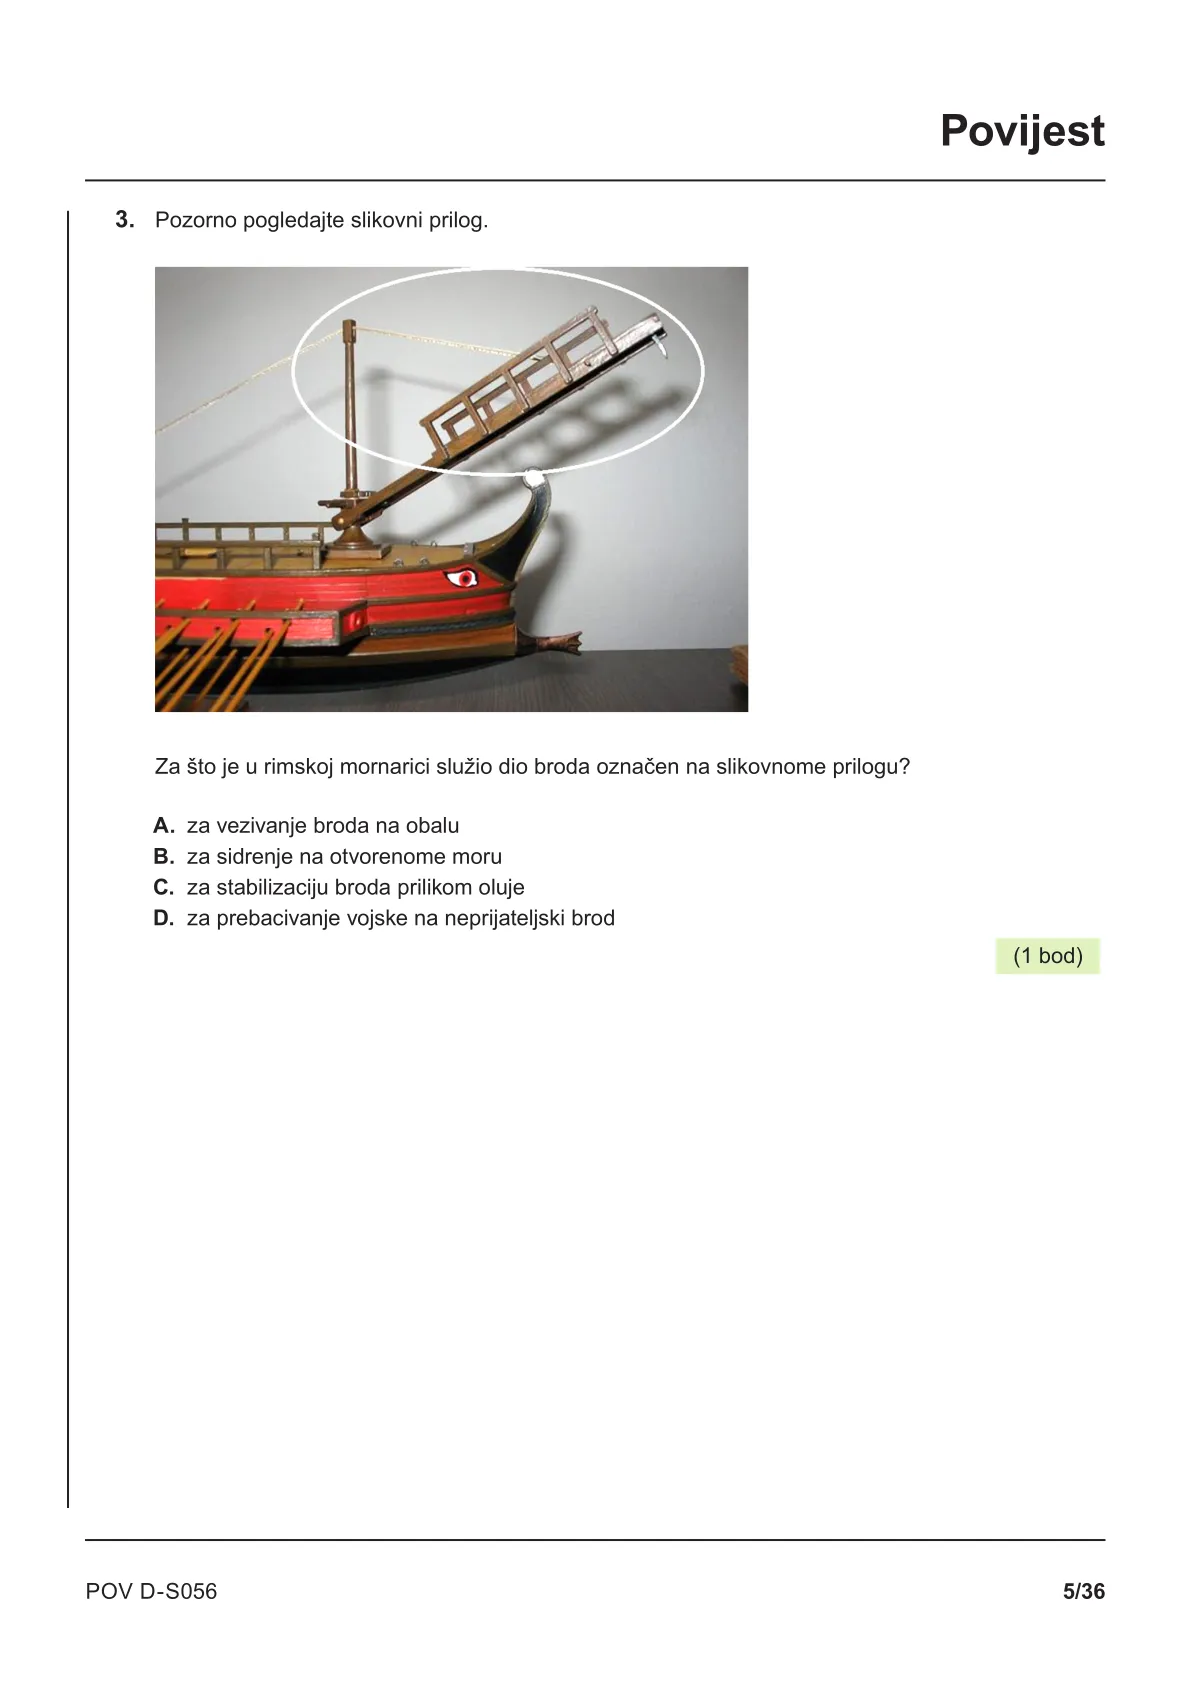 Povijest
3. Pozorno pogledajte slikovni prilog.
Za što je u rimskoj mornarici služio dio broda označen na slikovnome prilogu?
A. za vezivanje broda na obalu
B. za sidrenje na otvorenome moru
C. za stabilizaciju broda prilikom oluje
D. za prebacivanje vojske na neprijateljski brod
(1 bod)
POV D-S056
5/36